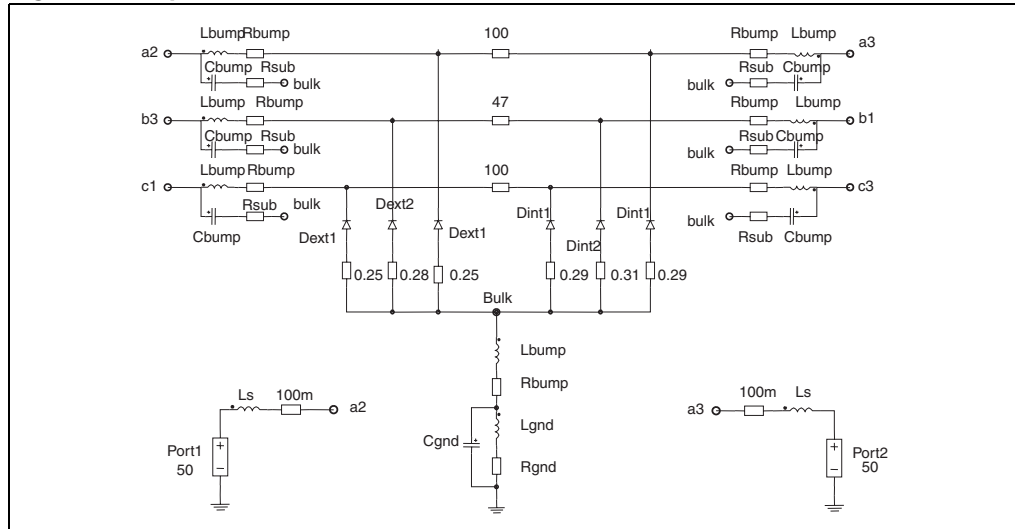 Lbump Rbump 100 Rbump Lbump
a2 a3
Cbump Rsub bulk bulk Rsub Cbump
Lbump Rbump 47 Rbump Lbump
b3 b1
Cbump Rsub bulk bulk Rsub Cbump
Lbump Rbump 100 Rbump Lbump
c1 c3
Rsub bulk Dext2 Dint1 Dint1 bulk
Cbump Dext1 Dext1 Dint2 Rsub Cbump
0.25 0.28 0.25 0.29 0.31 0.29
Bulk
Lbump
Rbump
Ls 100m a2 a3 100m Ls
Cgnd Lgnd
Port1 Port2
50 Rgnd 50